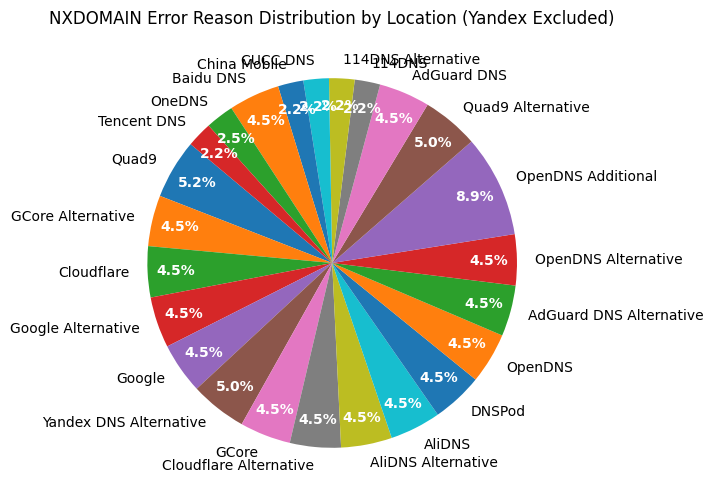 NXDOMAIN Error Reason Distribution by Location (Yandex Excluded)
Quad9
5.2%
GCore Alternative
4.5%
Cloudflare
4.5%
Google Alternative
4.5%
Google
4.5%
Yandex DNS Alternative
5.0%
GCore
4.5%
Cloudflare Alternative
4.5%
AliDNS Alternative
4.5%
AliDNS
4.5%
DNSPod
4.5%
OpenDNS
4.5%
AdGuard DNS Alternative
4.5%
OpenDNS Alternative
4.5%
OpenDNS Additional
8.9%
Quad9 Alternative
5.0%
AdGuard DNS
4.5%
114DNS
2.2%
114DNS Alternative
2.2%
CUCC DNS
2.2%
China Mobile
2.2%
Baidu DNS
4.5%
OneDNS
2.5%
Tencent DNS
2.2%